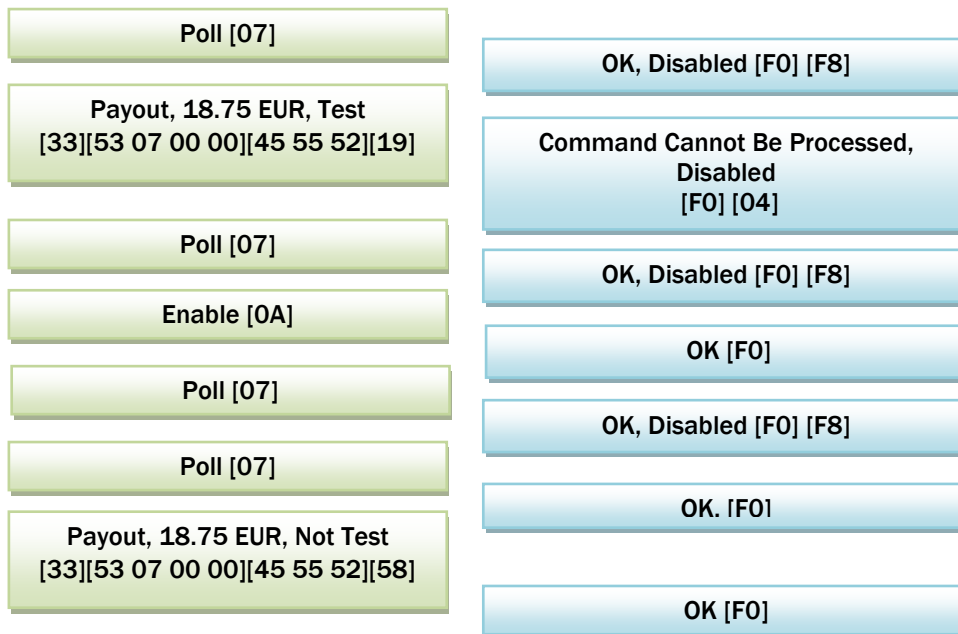 Poll [07]
OK, Disabled [F0] [F8]
Payout, 18.75 EUR, Test
[33][53 07 00 00][45 55 52][19]
Command Cannot Be Processed,
Disabled
[F0] [04]
Poll [07]
OK, Disabled [F0] [F8]
Enable [0A]
OK [F0]
Poll [07]
OK, Disabled [F0] [F8]
Poll [07]
OK. [F0]
Payout, 18.75 EUR, Not Test
[33][53 07 00 00][45 55 52][58]
OK [F0]